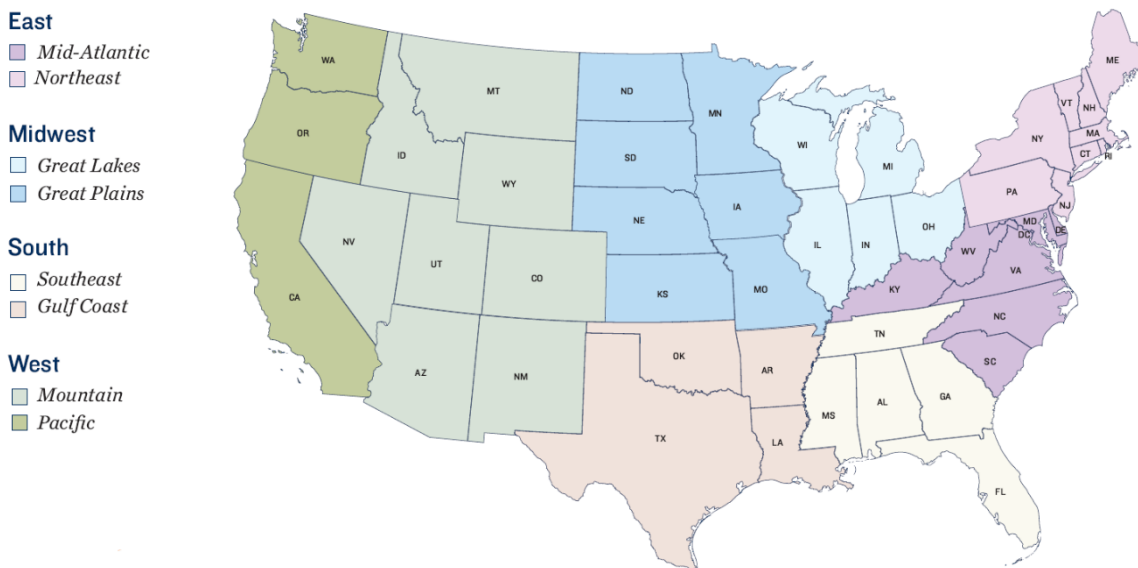 East
Mid-Atlantic
Northeast
Midwest
Great Lakes
Great Plains
South
Southeast
Gulf Coast
West
Mountain
Pacific
WA
OR
CA
ID
NV
MT
WY
UT
CO
AZ
NM
ND
SD
NE
KS
MN
IA
MO
OK
TX
AR
LA
WI
MI
IL
IN
OH
KY
TN
MS
AL
GA
FL
SC
NC
VA
WV
MD
DC
DE
PA
NJ
NY
CT
RI
MA
VT
NH
ME